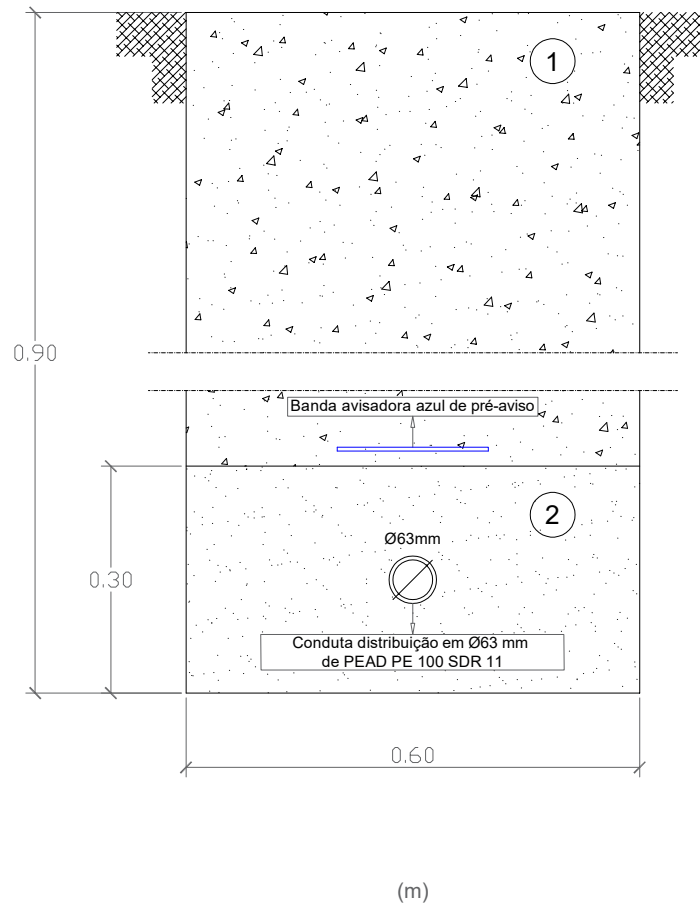 1
0.90
Banda avisadora azul de pré-aviso
2
Ø63mm
0.30
Conduta distribuição em Ø63 mm
de PEAD PE 100 SDR 11
0.60
(m)